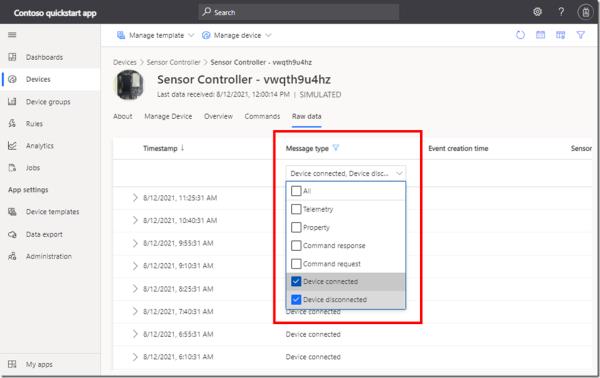 Contoso quickstart app
Search
Manage template
Manage device
Dashboards
Devices
Device groups
Rules
Analytics
Jobs
App settings
Device templates
Data export
Administration
My apps
Devices > Sensor Controller > Sensor Controller - vwqth9u4hz
Sensor Controller - vwqth9u4hz
Last data received: 8/12/2021, 12:00:14 PM | SIMULATED
About Manage Device Overview Commands Raw data
Timestamp ↓ Message type Event creation time Sensor
Device connected, Device disc...
All
Telemetry
Property
Command response
Command request
Device connected
Device disconnected
8/12/2021, 11:25:31 AM
8/12/2021, 10:40:31 AM
8/12/2021, 9:55:31 AM
8/12/2021, 9:10:31 AM
8/12/2021, 8:25:31 AM
8/12/2021, 7:40:31 AM Device connected
8/12/2021, 6:55:31 AM Device connected
8/12/2021, 6:10:31 AM Device connected